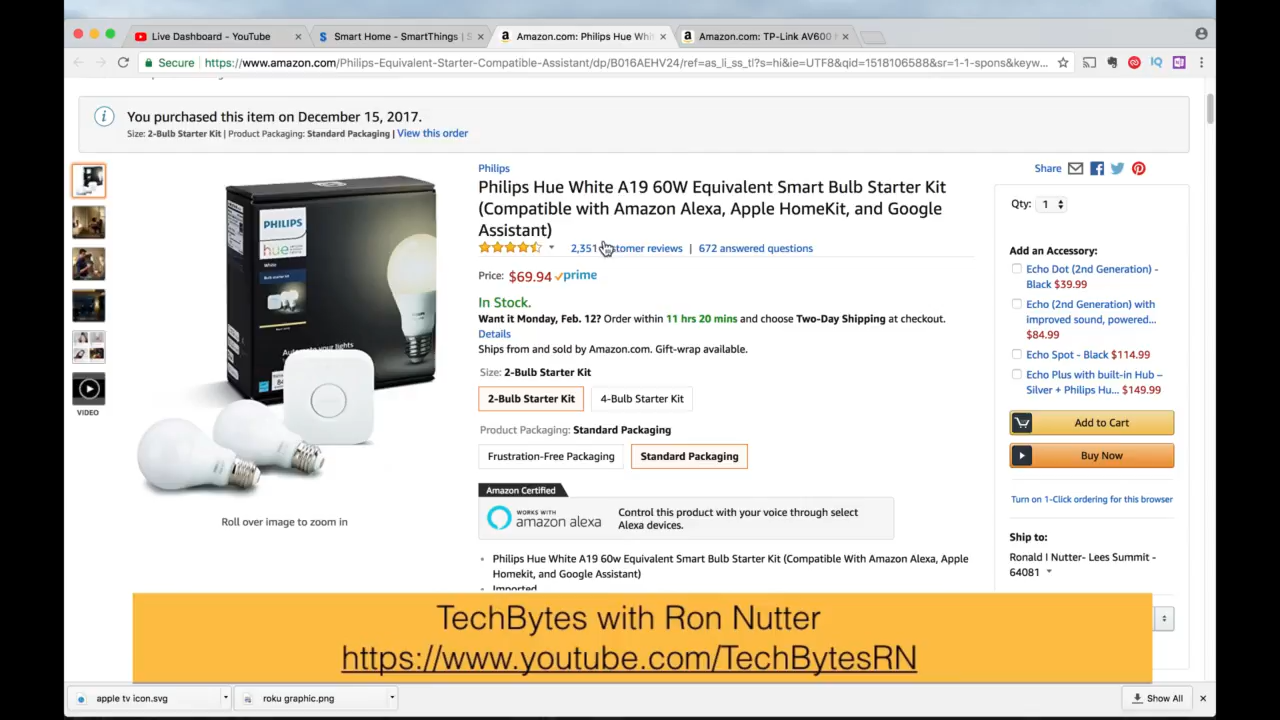 Live Dashboard - YouTube
Smart Home - SmartThings | S
Amazon.com: Philips Hue Whi
Amazon.com: TP-Link AV600
Secure
https://www.amazon.com/Philips-Equivalent-Starter-Compatible-Assistant/dp/B016AEHV24/ref=as_li_ss_tl?s=hi&ie=UTF8&qid=1518106588&sr=1-1-spons&keyw...
You purchased this item on December 15, 2017.
Size: 2-Bulb Starter Kit | Product Packaging: Standard Packaging | View this order
Philips
Share
Philips Hue White A19 60W Equivalent Smart Bulb Starter Kit
(Compatible with Amazon Alexa, Apple HomeKit, and Google
Assistant)
2,351 customer reviews | 672 answered questions
Price: $69.94 prime
In Stock.
Want it Monday, Feb. 12? Order within 11 hrs 20 mins and choose Two-Day Shipping at checkout.
Details
Ships from and sold by Amazon.com. Gift-wrap available.
Size: 2-Bulb Starter Kit
2-Bulb Starter Kit
4-Bulb Starter Kit
Product Packaging: Standard Packaging
Frustration-Free Packaging
Standard Packaging
Amazon Certified
WORKS WITH
amazon alexa
Control this product with your voice through select
Alexa devices.
• Philips Hue White A19 60w Equivalent Smart Bulb Starter Kit (Compatible With Amazon Alexa, Apple
Homekit, and Google Assistant)
• Imported
PHILIPS
hue
White
Automate your lights
VIDEO
Roll over image to zoom in
Qty: 1
Add an Accessory:
Echo Dot (2nd Generation) -
Black $39.99
Echo (2nd Generation) with
improved sound, powered...
$84.99
Echo Spot - Black $114.99
Echo Plus with built-in Hub –
Silver + Philips Hu... $149.99
Add to Cart
Buy Now
Turn on 1-Click ordering for this browser
Ship to:
Ronald I Nutter- Lees Summit -
64081
TechBytes with Ron Nutter
https://www.youtube.com/TechBytesRN
apple tv icon.svg
roku graphic.png
Show All